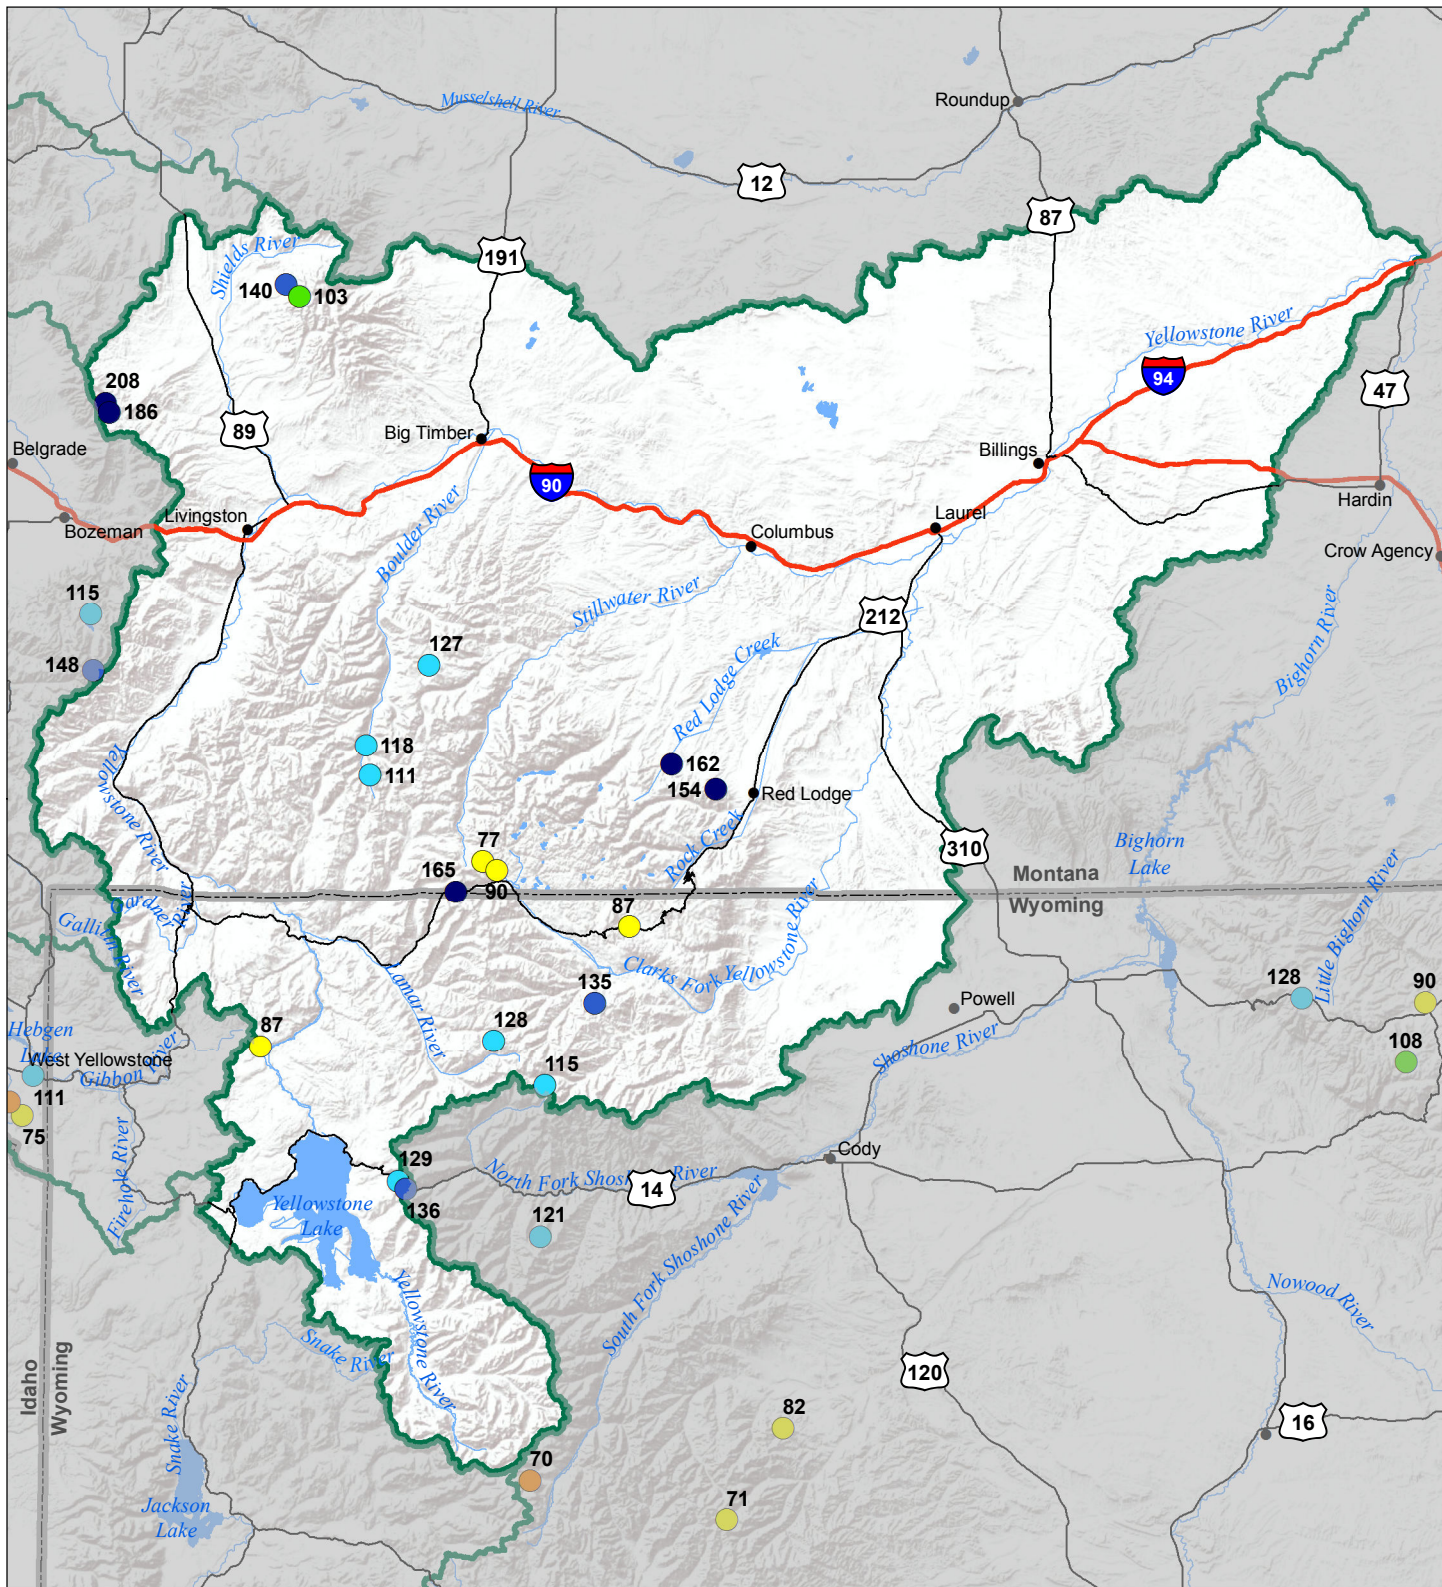 Musselshell River
Roundup
12
87
191
Shields River
140
103
Yellowstone River
94
47
208
186
89
Big Timber
Belgrade
Billings
90
Hardin
Bozeman
Livingston
Columbus
Laurel
Crow Agency
Boulder River
Stillwater River
115
212
127
148
Red Lodge Creek
Bighorn River
118
111
162
154
Red Lodge
Yellowstone River
Rock Creek
310
Bighorn
Lake
77
165
90
Montana
Wyoming
87
Gardner
River
Gallitin River
Little Bighorn River
Clarks Fork Yellowstone River
Lamar River
135
128
Powell
128
90
87
Hebgen
Lake
West Yellowstone
Gibbon River
Shoshone River
108
115
111
75
Firehole River
Cody
129
136
North Fork Shoshone River
14
Yellowstone
Lake
121
South Fork Shoshone River
Yellowstone River
Nowood River
Snake River
Idaho
Wyoming
120
Snake River
82
16
70
71
Jackson
Lake